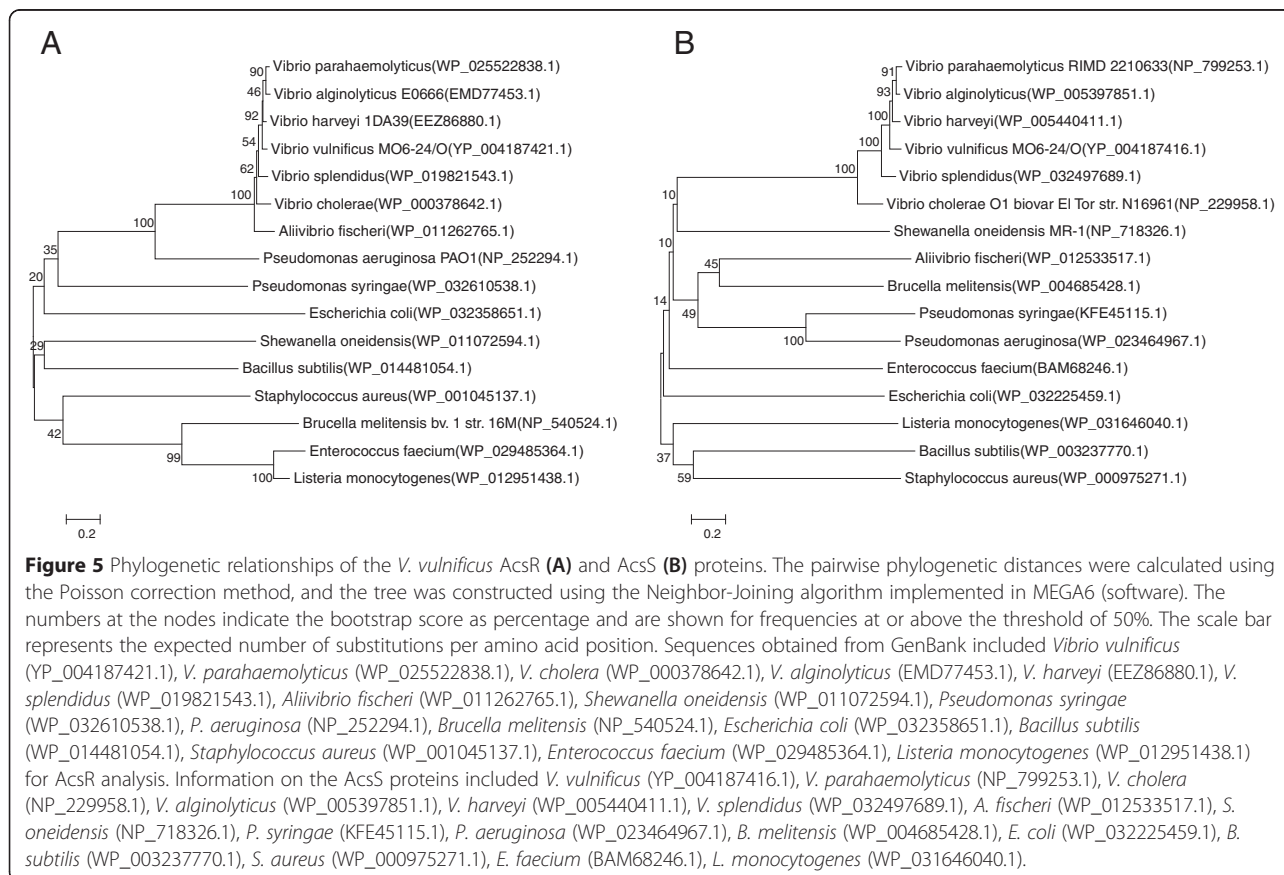 A
Vibrio parahaemolyticus(WP_025522838.1)
Vibrio alginolyticus E0666(EMD77453.1)
Vibrio harveyi 1DA39(EEZ86880.1)
Vibrio vulnificus MO6-24/O(YP_004187421.1)
Vibrio splendidus(WP_019821543.1)
Vibrio cholerae(WP_000378642.1)
Aliivibrio fischeri(WP_011262765.1)
Pseudomonas aeruginosa PAO1(NP_252294.1)
Pseudomonas syringae(WP_032610538.1)
Escherichia coli(WP_032358651.1)
Shewanella oneidensis(WP_011072594.1)
Bacillus subtilis(WP_014481054.1)
Staphylococcus aureus(WP_001045137.1)
Brucella melitensis bv. 1 str. 16M(NP_540524.1)
Enterococcus faecium(WP_029485364.1)
Listeria monocytogenes(WP_012951438.1)
90
46
92
54
62
100
100
35
20
29
42
99
100
0.2
B
Vibrio parahaemolyticus RIMD 2210633(NP_799253.1)
Vibrio alginolyticus(WP_005397851.1)
Vibrio harveyi(WP_005440411.1)
Vibrio vulnificus MO6-24/O(YP_004187416.1)
Vibrio splendidus(WP_032497689.1)
Vibrio cholerae O1 biovar El Tor str. N16961(NP_229958.1)
Shewanella oneidensis MR-1(NP_718326.1)
Aliivibrio fischeri(WP_012533517.1)
Brucella melitensis(WP_004685428.1)
Pseudomonas syringae(KFE45115.1)
Pseudomonas aeruginosa(WP_023464967.1)
Enterococcus faecium(BAM68246.1)
Escherichia coli(WP_032225459.1)
Listeria monocytogenes(WP_031646040.1)
Bacillus subtilis(WP_003237770.1)
Staphylococcus aureus(WP_000975271.1)
91
93
100
100
100
10
10
45
14
49
100
37
59
0.2
Figure 5 Phylogenetic relationships of the V. vulnificus AcsR (A) and AcsS (B) proteins. The pairwise phylogenetic distances were calculated using
the Poisson correction method, and the tree was constructed using the Neighbor-Joining algorithm implemented in MEGA6 (software). The
numbers at the nodes indicate the bootstrap score as percentage and are shown for frequencies at or above the threshold of 50%. The scale bar
represents the expected number of substitutions per amino acid position. Sequences obtained from GenBank included Vibrio vulnificus
(YP_004187421.1), V. parahaemolyticus (WP_025522838.1), V. cholera (WP_000378642.1), V. alginolyticus (EMD77453.1), V. harveyi (EEZ86880.1), V.
splendidus (WP_019821543.1), Aliivibrio fischeri (WP_011262765.1), Shewanella oneidensis (WP_011072594.1), Pseudomonas syringae
(WP_032610538.1), P. aeruginosa (NP_252294.1), Brucella melitensis (NP_540524.1), Escherichia coli (WP_032358651.1), Bacillus subtilis
(WP_014481054.1), Staphylococcus aureus (WP_001045137.1), Enterococcus faecium (WP_029485364.1), Listeria monocytogenes (WP_012951438.1)
for AcsR analysis. Information on the AcsS proteins included V. vulnificus (YP_004187416.1), V. parahaemolyticus (NP_799253.1), V. cholera
(NP_229958.1), V. alginolyticus (WP_005397851.1), V. harveyi (WP_005440411.1), V. splendidus (WP_032497689.1), A. fischeri (WP_012533517.1), S.
oneidensis (NP_718326.1), P. syringae (KFE45115.1), P. aeruginosa (WP_023464967.1), B. melitensis (WP_004685428.1), E. coli (WP_032225459.1), B.
subtilis (WP_003237770.1), S. aureus (WP_000975271.1), E. faecium (BAM68246.1), L. monocytogenes (WP_031646040.1).